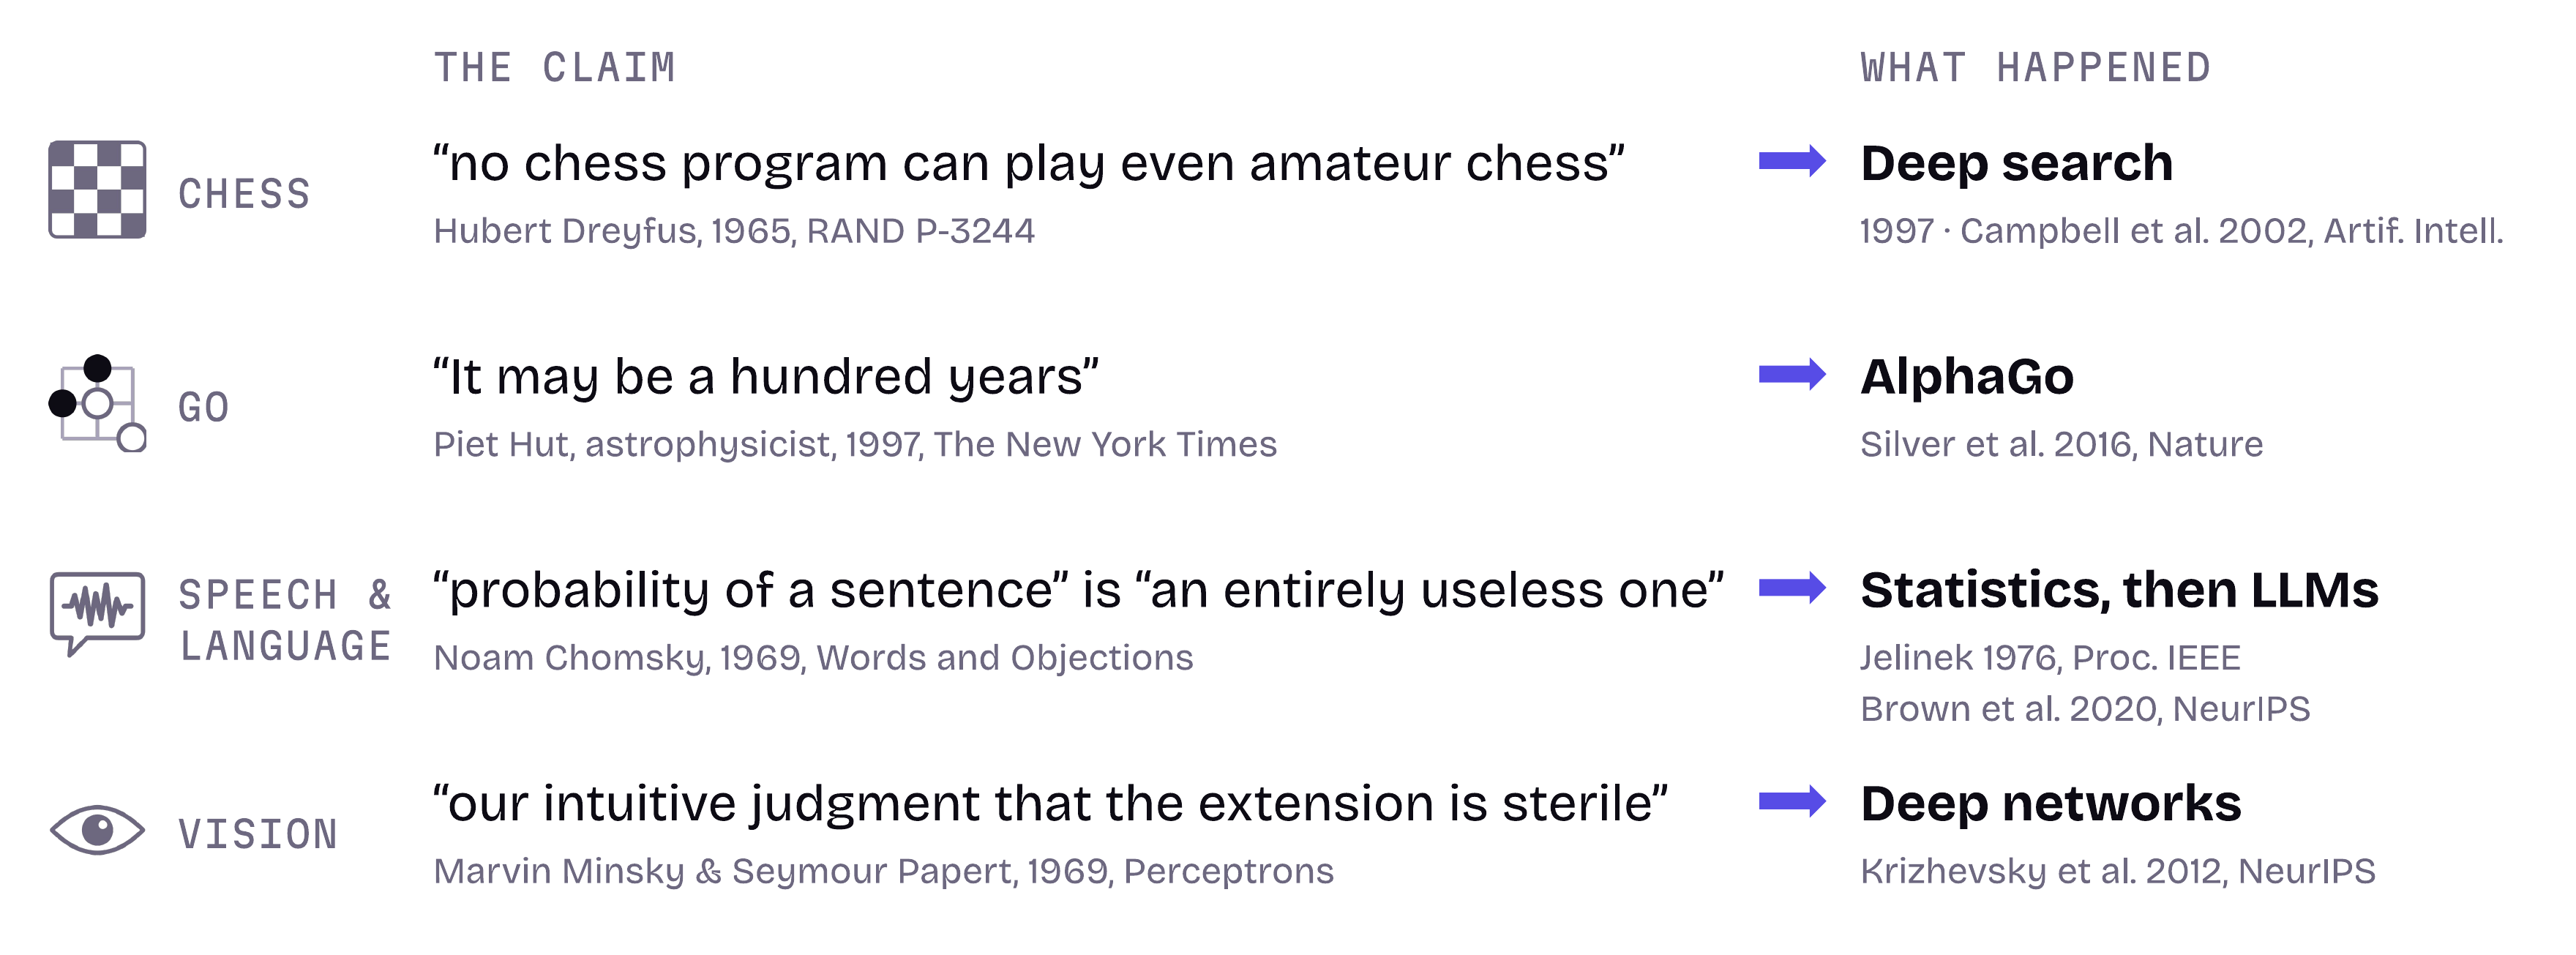 THE CLAIM
WHAT HAPPENED
CHESS
“no chess program can play even amateur chess”
Hubert Dreyfus, 1965, RAND P-3244
Deep search
1997 · Campbell et al. 2002, Artif. Intell.
GO
“It may be a hundred years”
Piet Hut, astrophysicist, 1997, The New York Times
AlphaGo
Silver et al. 2016, Nature
SPEECH &
LANGUAGE
“probability of a sentence” is “an entirely useless one”
Noam Chomsky, 1969, Words and Objections
Statistics, then LLMs
Jelinek 1976, Proc. IEEE
Brown et al. 2020, NeurIPS
VISION
“our intuitive judgment that the extension is sterile”
Marvin Minsky & Seymour Papert, 1969, Perceptrons
Deep networks
Krizhevsky et al. 2012, NeurIPS